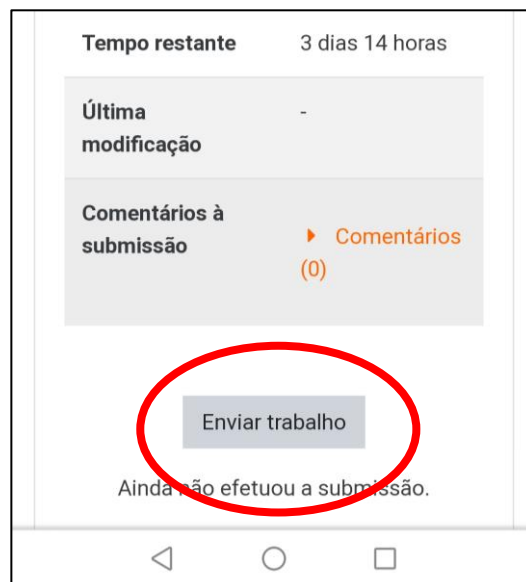 Tempo restante 3 dias 14 horas
Última -
modificação
Comentários à
submissão
Comentários
(0)
Enviar trabalho
Ainda não efetuou a submissão.